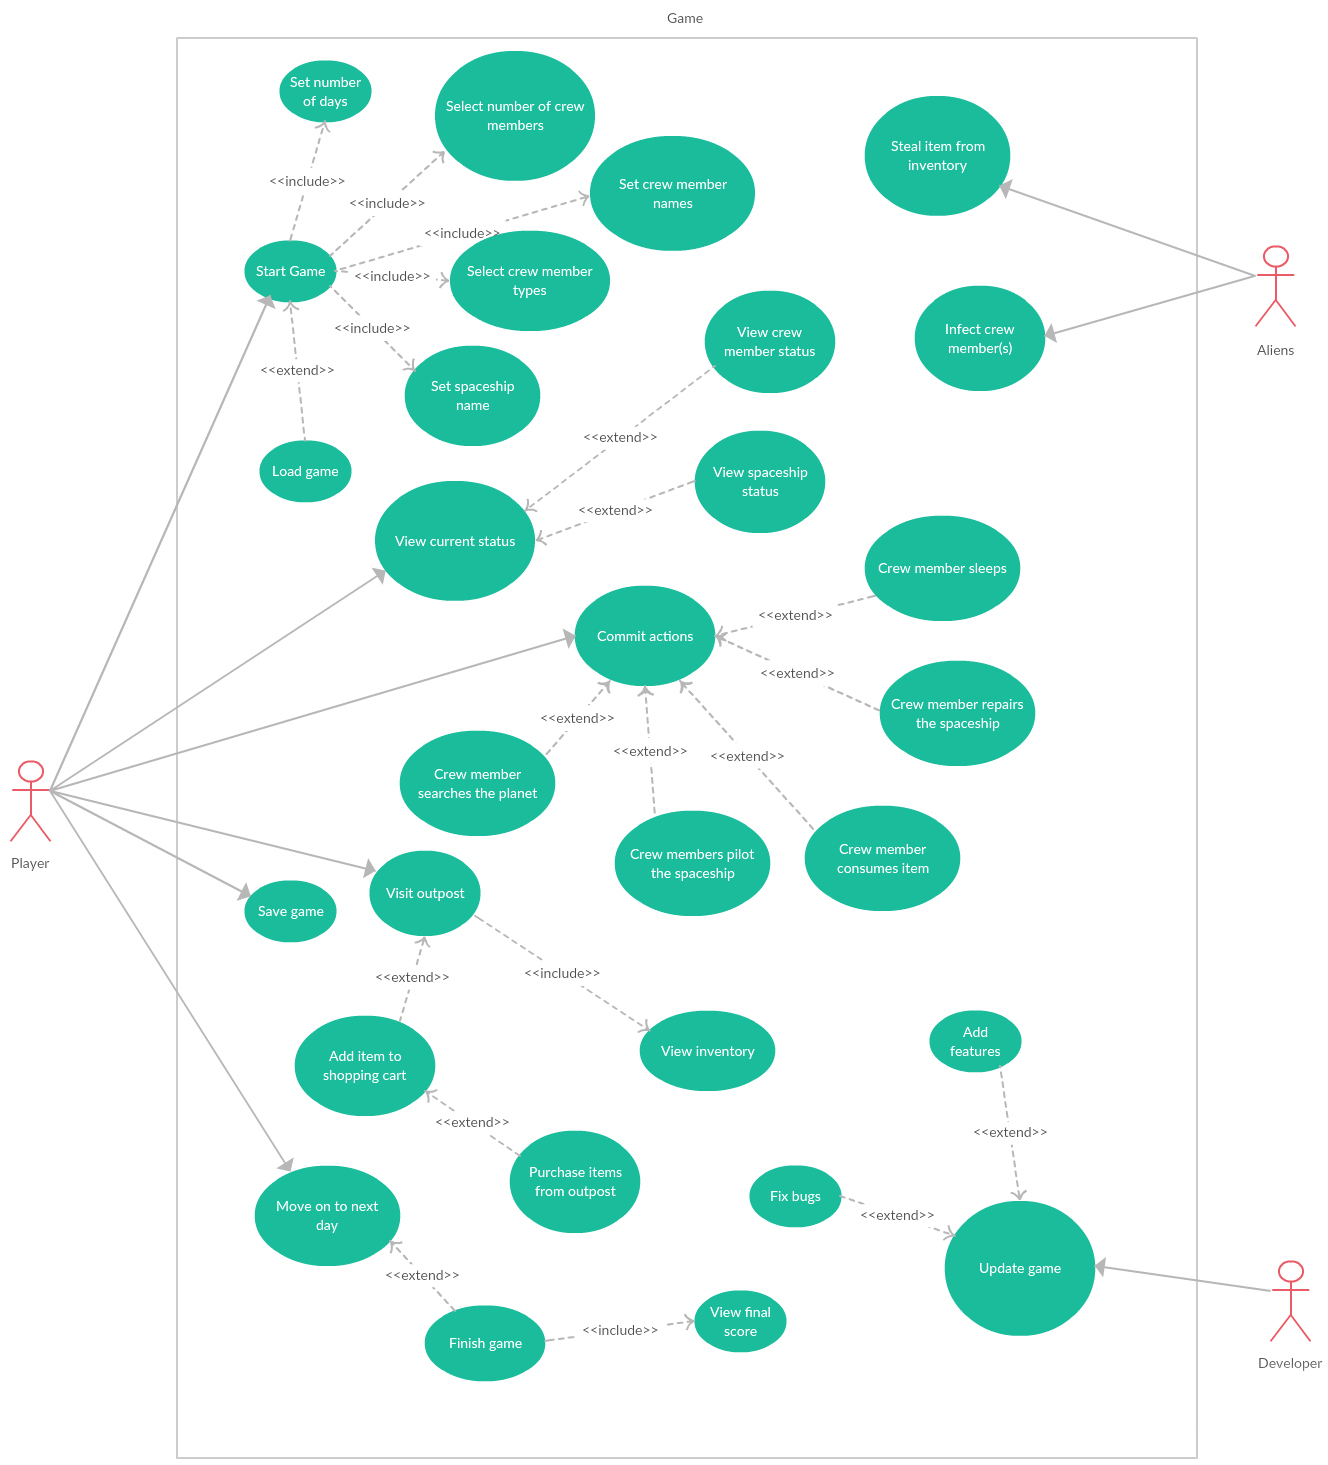 Game
Set number
of days
Select number of crew
members
Steal item from
inventory
<<include>>
<<include>>
Set crew member
names
<<include>>
Start Game
<<include>>
Select crew member
types
<<include>>
View crew
member status
Infect crew
member(s)
Aliens
<<extend>>
Set spaceship
name
<<extend>>
Load game
View spaceship
status
<<extend>>
View current status
Crew member sleeps
<<extend>>
Commit actions
<<extend>>
Crew member repairs
the spaceship
<<extend>>
<<extend>>
<<extend>>
Crew member
searches the planet
Player
Crew members pilot
the spaceship
Crew member
consumes item
Visit outpost
Save game
<<extend>>
<<include>>
Add item to
shopping cart
View inventory
Add
features
<<extend>>
<<extend>>
Purchase items
from outpost
Fix bugs
<<extend>>
Move on to next
day
Update game
<<extend>>
Finish game
<<include>>
View final
score
Developer